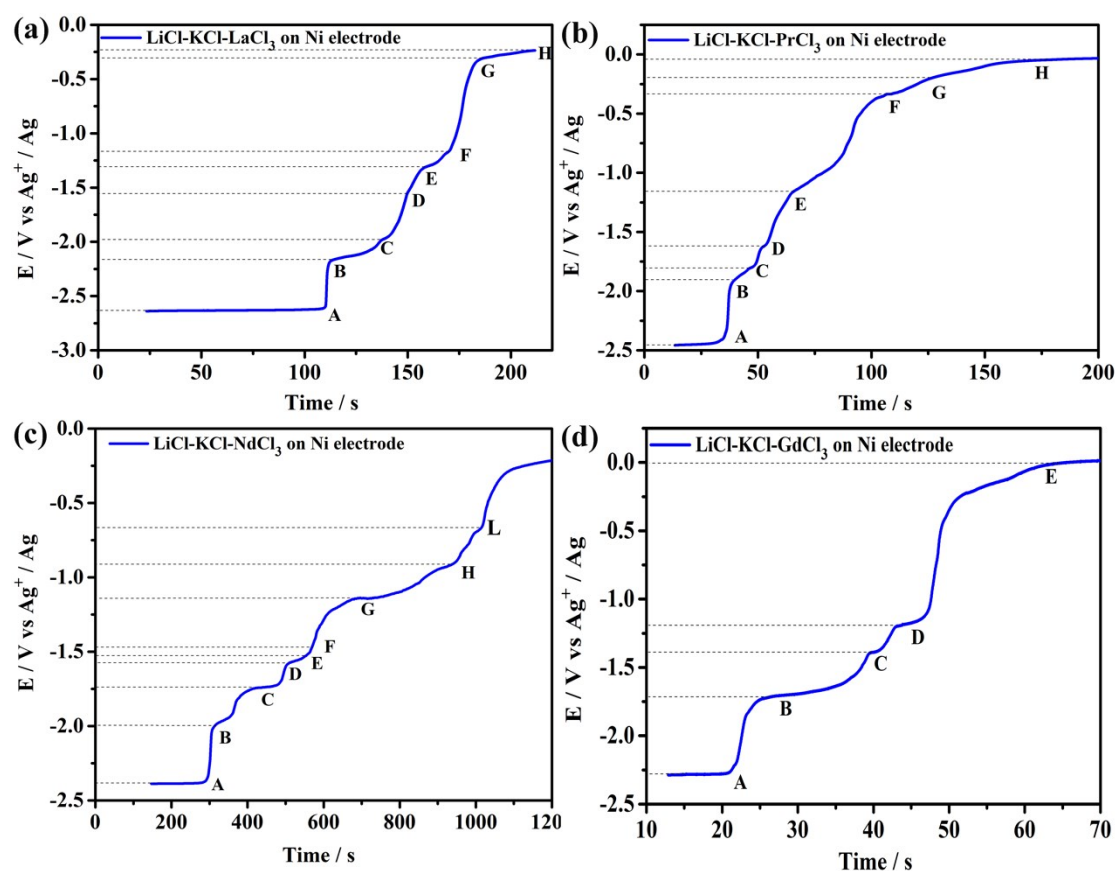 (a)
LiCl-KCl-LaCl₃ on Ni electrode
E / V vs Ag⁺ / Ag
0.0
-0.5
-1.0
-1.5
-2.0
-2.5
-3.0
A
B
C
D
E
F
G
H
0 50 100 150 200
Time / s
(b)
LiCl-KCl-PrCl₃ on Ni electrode
E / V vs Ag⁺ / Ag
0.0
-0.5
-1.0
-1.5
-2.0
-2.5
A
B
C
D
E
F
G
H
0 50 100 150 200
Time / s
(c)
LiCl-KCl-NdCl₃ on Ni electrode
E / V vs Ag⁺ / Ag
0.0
-0.5
-1.0
-1.5
-2.0
-2.5
A
B
C
D
E
F
G
H
L
0 200 400 600 800 1000 120
Time / s
(d)
LiCl-KCl-GdCl₃ on Ni electrode
E / V vs Ag⁺ / Ag
0.0
-0.5
-1.0
-1.5
-2.0
-2.5
A
B
C
D
E
10 20 30 40 50 60 70
Time / s